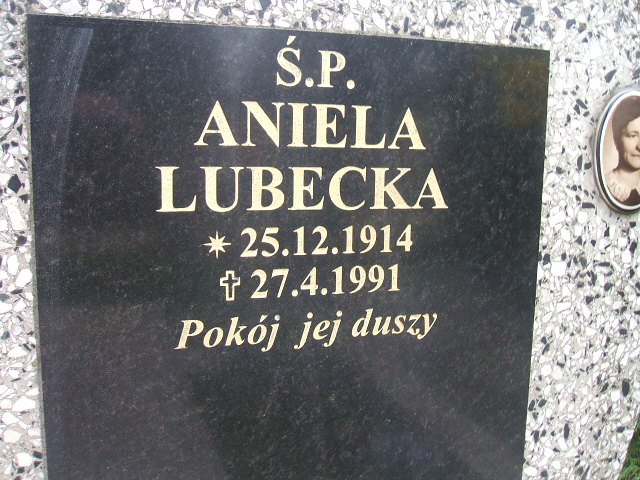 Ś.P.
ANIELA
LUBECKA
* 25.12.1914
✝ 27.4.1991
Pokój jej duszy